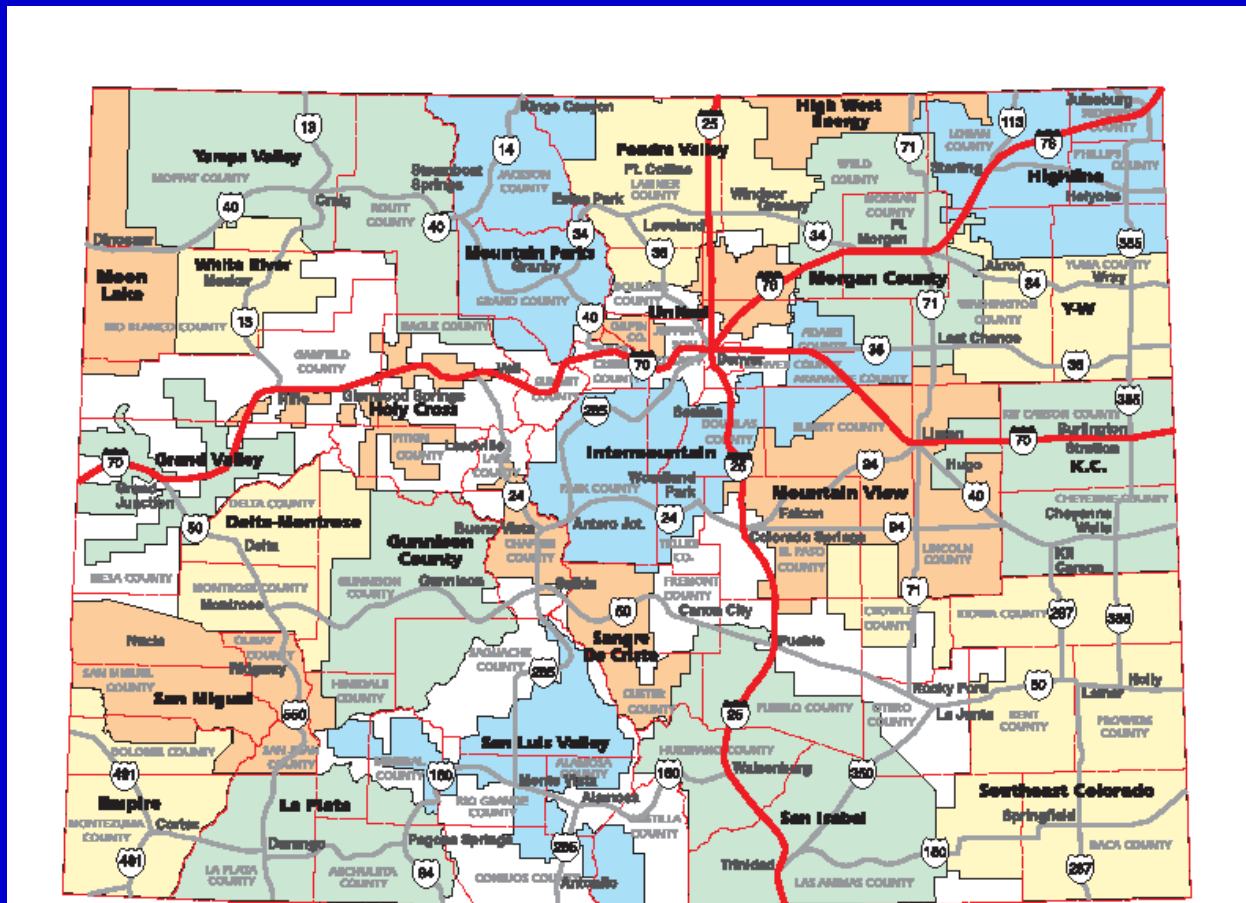 Kings Canyon
High West
Energy
Julesburg
13
25
113
76
LOGAN
COUNTY
14
Poudre Valley
71
Yampa Valley
Ft. Collins
LARIMER
COUNTY
WELD
COUNTY
Sterling
PHILLIPS
COUNTY
MOFFAT COUNTY
Steamboat
Springs
JACKSON
COUNTY
Highline
Holyoke
40
Craig
ROUTT
COUNTY
40
Estes Park
Windsor
Greeley
MORGAN
COUNTY
Ft.
Morgan
Dinosaur
34
Loveland
34
385
Mountain Parks
Granby
36
White River
Meeker
Moon
Lake
GRAND COUNTY
BOULDER
COUNTY
76
Morgan County
Akron
34
YUMA COUNTY
Wray
WASHINGTON
COUNTY
Y-W
RIO BLANCO COUNTY
13
EAGLE COUNTY
40
GILPIN
CO.
United
71
ADAMS
COUNTY
Last Chance
GARFIELD
COUNTY
Vail
SUMMIT
COUNTY
70
Denver
36
36
ARAPAHOE COUNTY
Rifle
Glenwood Springs
Holy Cross
285
Sedalia
DOUGLAS
COUNTY
ELBERT COUNTY
385
KIT CARSON COUNTY
Burlington
Stratton
PITKIN
COUNTY
Leadville
LAKE
COUNTY
Limon
70
K.C.
70
Grand Valley
Grand
Junction
Intermountain
25
24
Hugo
24
PARK COUNTY
Woodland
Park
Mountain View
40
CHEYENNE COUNTY
Cheyenne
Wells
DELTA COUNTY
50
Delta-Montrose
Delta
Buena Vista
CHAFFEE
COUNTY
Antero Jct.
24
Falcon
Colorado Springs
94
TELLER
CO.
EL PASO
COUNTY
LINCOLN
COUNTY
Kit
Carson
Gunnison
County
MESA COUNTY
MONTROSE COUNTY
Montrose
GUNNISON
COUNTY
Gunnison
Salida
FREMONT
COUNTY
50
Canon City
71
CROWLEY
COUNTY
KIOWA COUNTY
287
385
Nucla
OURAY
COUNTY
Ridgway
Sangre
De Cristo
Pueblo
SAGUACHE
COUNTY
285
SAN MIGUEL
COUNTY
San Miguel
HINSDALE
COUNTY
CUSTER
COUNTY
Rocky Ford
50
Lamar
Holly
550
25
PUEBLO COUNTY
OTERO
COUNTY
La Junta
BENT
COUNTY
PROWERS
COUNTY
DOLORES COUNTY
SAN JUAN
COUNTY
San Luis Valley
HUERFANO COUNTY
491
MINERAL
COUNTY
160
ALAMOSA
COUNTY
160
Walsenburg
350
Monte Vista
Empire
La Plata
RIO GRANDE
COUNTY
Alamosa
COSTILLA
COUNTY
San Isabel
Southeast Colorado
Springfield
MONTEZUMA
COUNTY
Cortez
Durango
Pagosa Springs
285
160
BACA COUNTY
491
LA PLATA
COUNTY
ARCHULETA
COUNTY
84
CONEJOS COUNTY
Antonito
Trinidad
LAS ANIMAS COUNTY
287